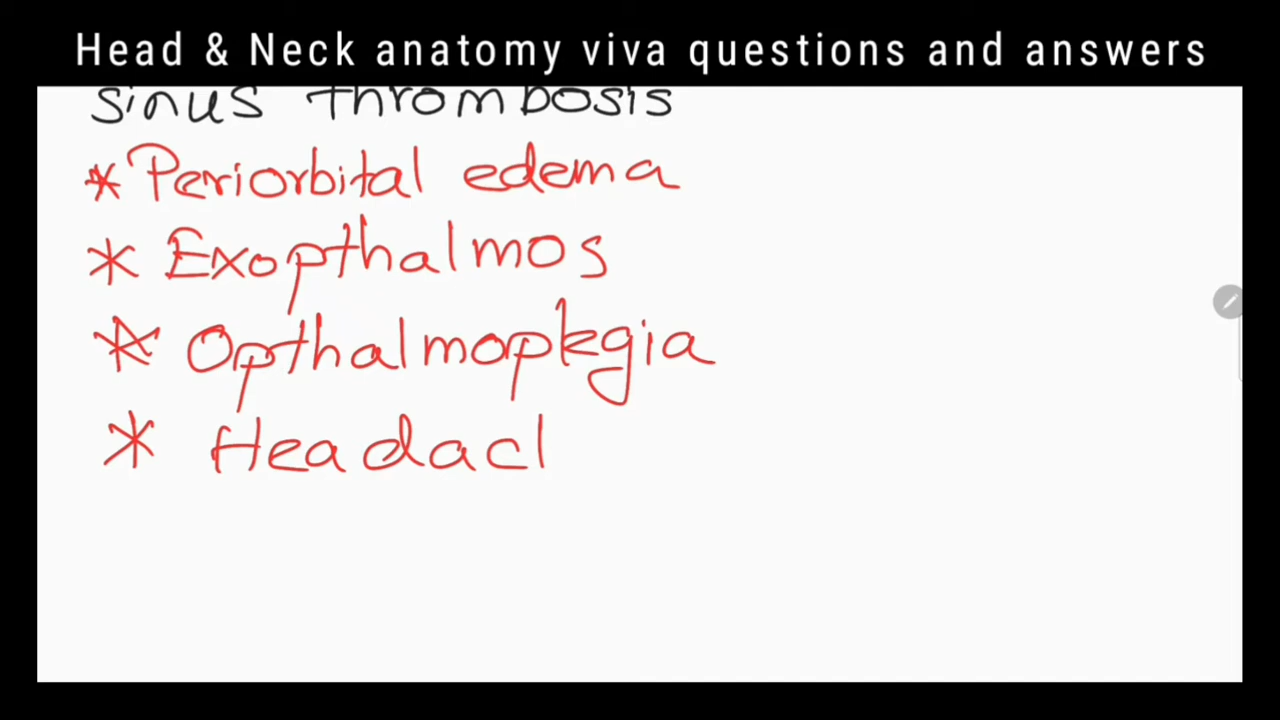 Head & Neck anatomy viva questions and answers
sinus thrombosis
* Periorbital edema
* Exopthalmos
* Opthalmoplegia
* Headacl